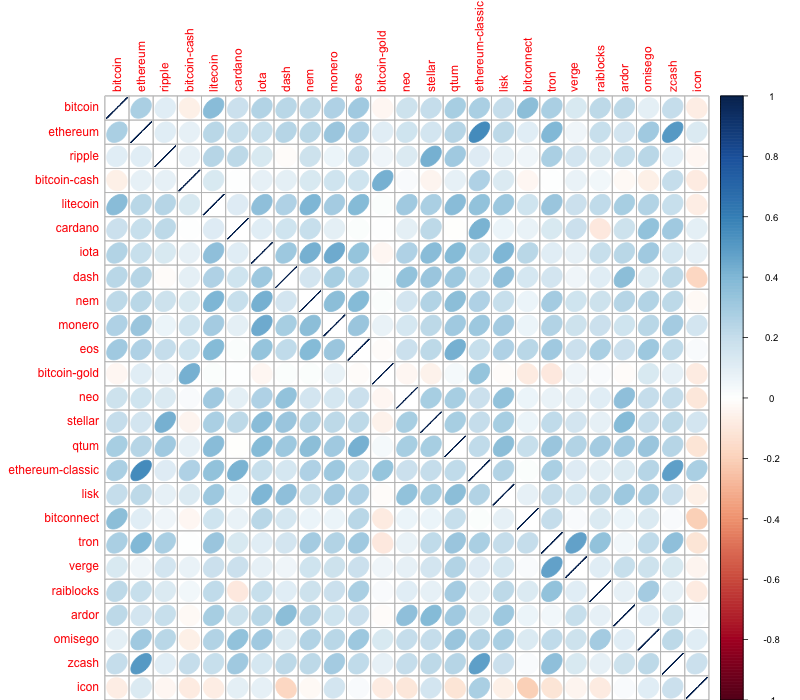 bitcoin
ethereum
ripple
bitcoin-cash
litecoin
cardano
iota
dash
nem
monero
eos
bitcoin-gold
neo
stellar
qtum
ethereum-classic
lisk
bitconnect
tron
verge
raiblocks
ardor
omisego
zcash
icon
bitcoin
ethereum
ripple
bitcoin-cash
litecoin
cardano
iota
dash
nem
monero
eos
bitcoin-gold
neo
stellar
qtum
ethereum-classic
lisk
bitconnect
tron
verge
raiblocks
ardor
omisego
zcash
icon
1
0.8
0.6
0.4
0.2
0
-0.2
-0.4
-0.6
-0.8
-1